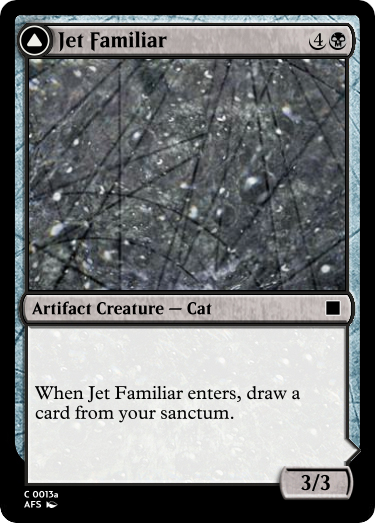 Jet Familiar 4
Artifact Creature — Cat
When Jet Familiar enters, draw a
card from your sanctum.
3/3
C 0013a
AFS